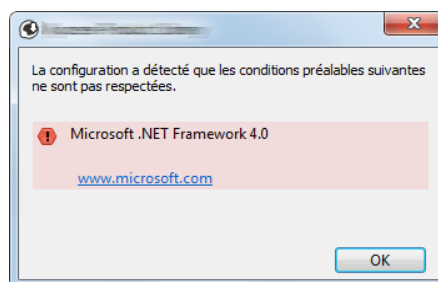 La configuration a détecté que les conditions préalables suivantes
ne sont pas respectées.
Microsoft .NET Framework 4.0
www.microsoft.com
OK